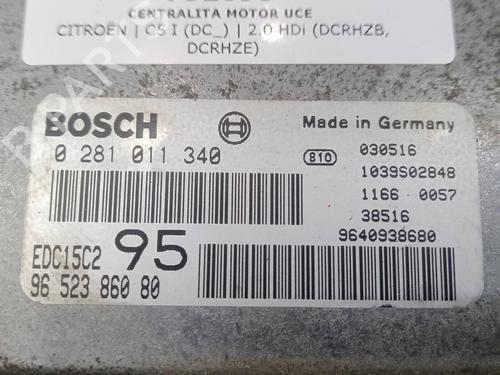 CENTRALITA MOTOR UCE
CITROËN | C5 I (DC_) | 2.0 HDi (DCRHZB,
DCRHZE)
BOSCH
Made in Germany
0 281 011 340
810
030516
1039S02848
1166 0057
38516
9640938680
EDC15C2 95
96 523 860 80